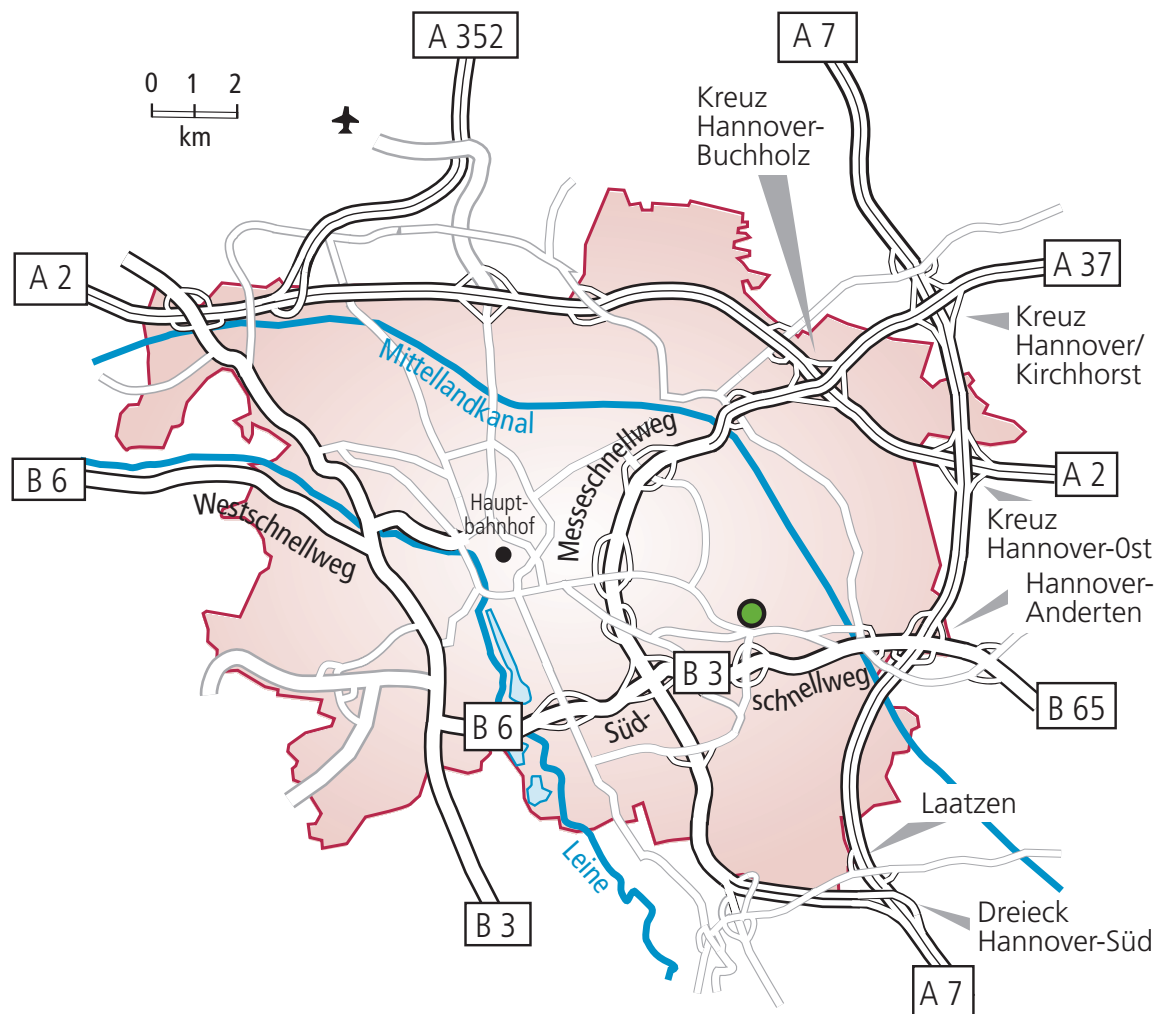 A 352
A 7
0 1 2
km
Kreuz
Hannover-
Buchholz
A 2
A 37
Kreuz
Hannover/
Kirchhorst
Mittellandkanal
Messeschnellweg
B 6
A 2
Westschnellweg
Haupt-
bahnhof
Kreuz
Hannover-Ost
Hannover-
Anderten
B 3
schnellweg
B 65
B 6
Süd-
Laatzen
Leine
B 3
Dreieck
Hannover-Süd
A 7